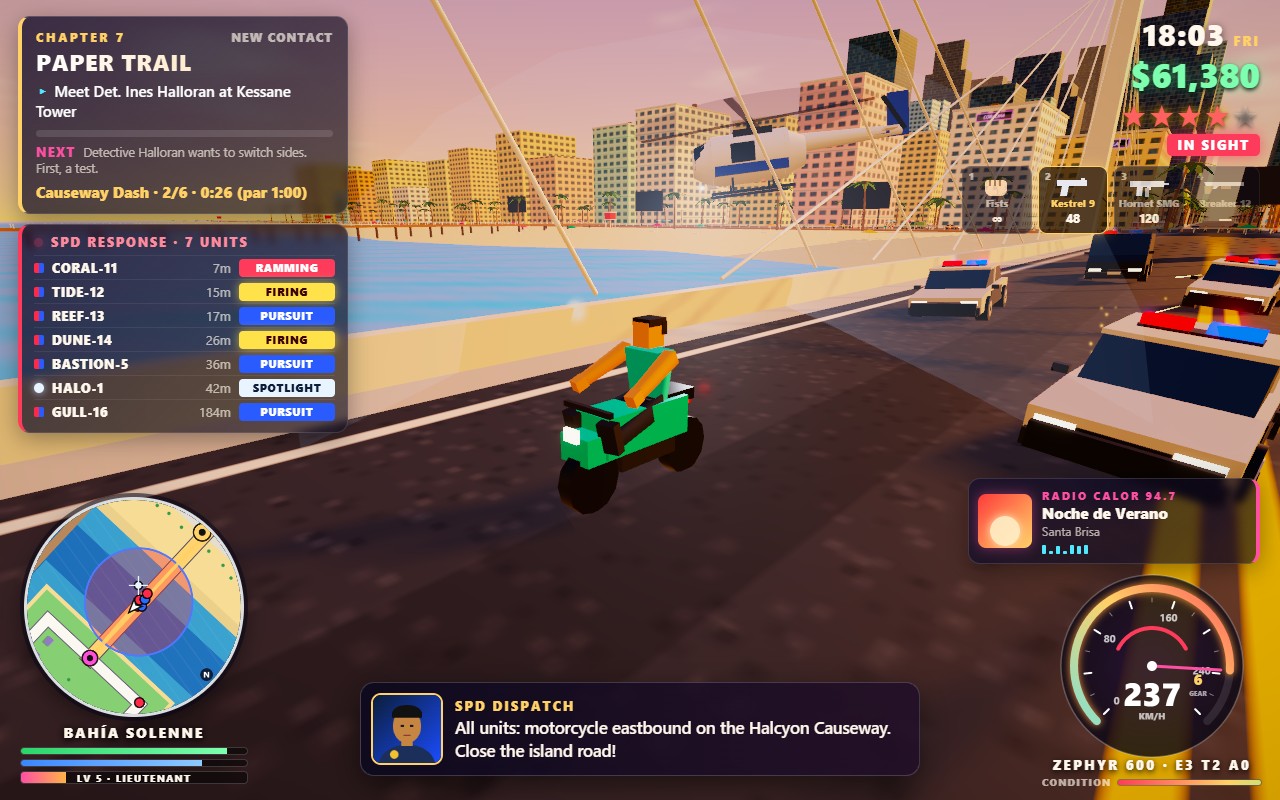 CHAPTER 7 NEW CONTACT
PAPER TRAIL
► Meet Det. Ines Halloran at Kessane
Tower
NEXT Detective Halloran wants to switch sides.
First, a test.
Causeway Dash · 2/6 · 0:26 (par 1:00)
SPD RESPONSE · 7 UNITS
CORAL-11 7m RAMMING
TIDE-12 15m FIRING
REEF-13 17m PURSUIT
DUNE-14 26m FIRING
BASTION-5 36m PURSUIT
HALO-1 42m SPOTLIGHT
GULL-16 184m PURSUIT
18:03 FRI
$61,380
IN SIGHT
1 2 3
Fists Kestrel 9 Hornet SMG Breaker 12
∞ 48 120 —
RADIO CALOR 94.7
Noche de Verano
Santa Brisa
N
BAHÍA SOLENNE
LV 5 · LIEUTENANT
SPD DISPATCH
All units: motorcycle eastbound on the Halcyon Causeway.
Close the island road!
0 80 160 240
6
GEAR
237
KM/H
ZEPHYR 600 · E3 T2 A0
CONDITION